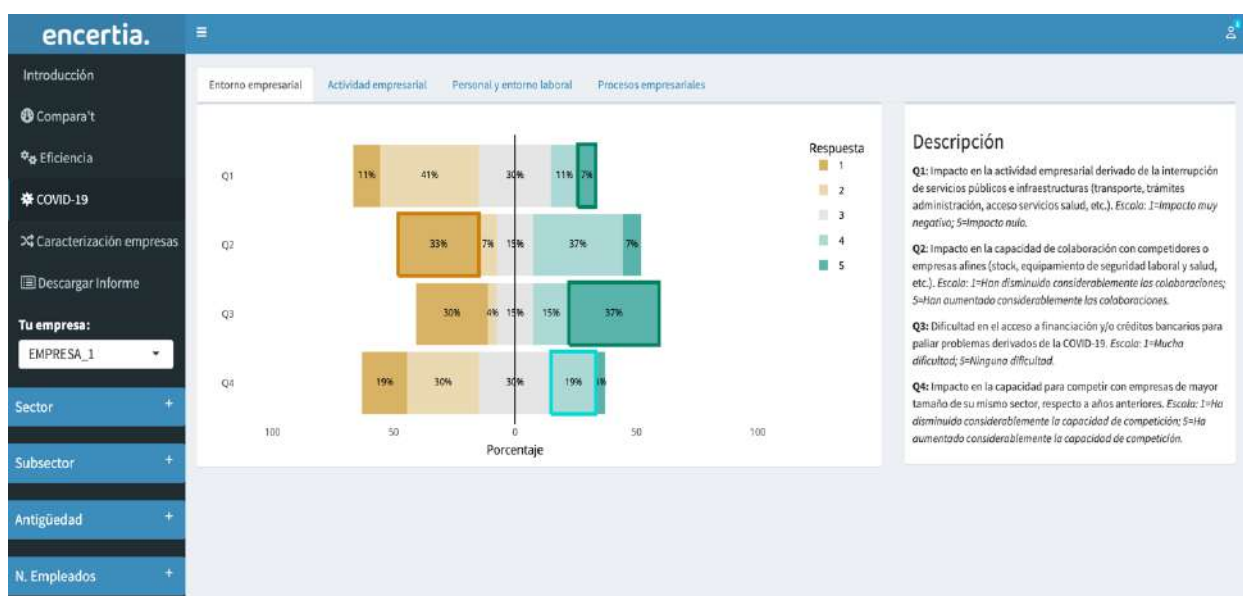 encertia.
Introducción
Compara't
Eficiencia
COVID-19
Caracterización empresas
Descargar Informe
Tu empresa:
EMPRESA_1
Sector +
Subsector +
Antigüedad +
N. Empleados +
Entorno empresarial Actividad empresarial Personal y entorno laboral Procesos empresariales
Q1 11% 41% 30% 11% 7%
Q2 33% 7% 15% 37% 7%
Q3 30% 4% 15% 15% 37%
Q4 19% 30% 30% 19%
100 50 0 50 100
Porcentaje
Respuesta
1
2
3
4
5
Descripción
Q1: Impacto en la actividad empresarial derivado de la interrupción
de servicios públicos e infraestructuras (transporte, trámites
administración, acceso servicios salud, etc.). Escala: 1=Impacto muy
negativo; 5=Impacto nulo.
Q2: Impacto en la capacidad de colaboración con competidores o
empresas afines (stock, equipamiento de seguridad laboral y salud,
etc.). Escala: 1=Han disminuido considerablemente las colaboraciones;
5=Han aumentado considerablemente las colaboraciones.
Q3: Dificultad en el acceso a financiación y/o créditos bancarios para
paliar problemas derivados de la COVID-19. Escala: 1=Mucha
dificultad; 5=Ninguna dificultad.
Q4: Impacto en la capacidad para competir con empresas de mayor
tamaño de su mismo sector, respecto a años anteriores. Escala: 1=Ha
disminuido considerablemente la capacidad de competición; 5=Ha
aumentado considerablemente la capacidad de competición.